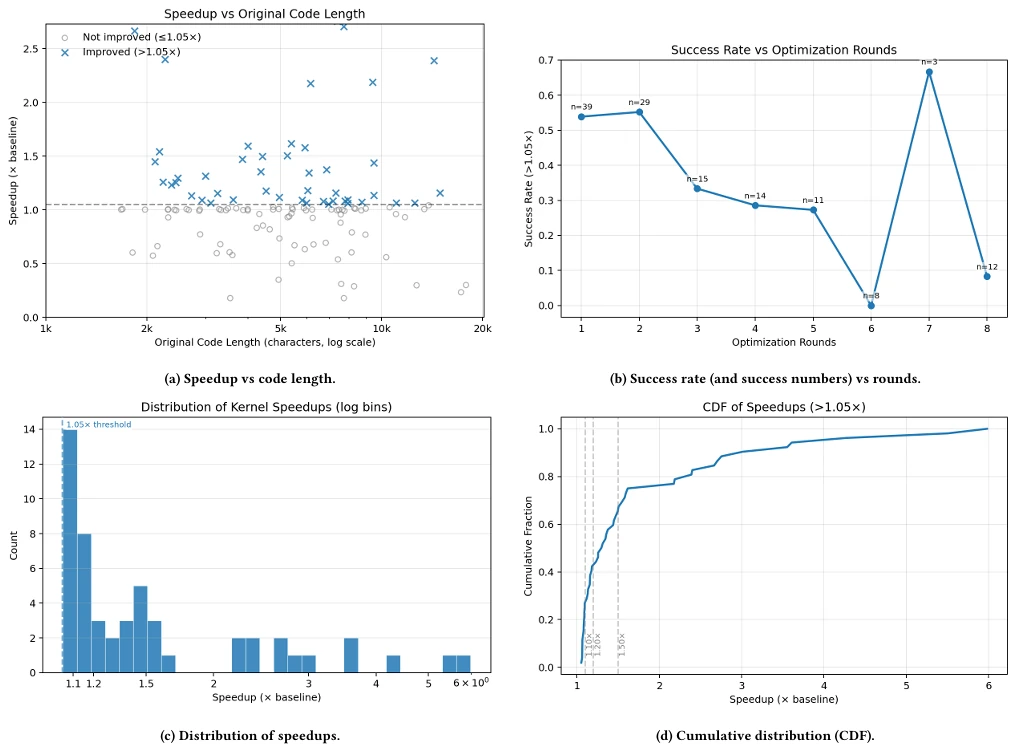 Speedup vs Original Code Length
Not improved (≤1.05×)
Improved (>1.05×)
2.5
2.0
1.5
1.0
0.5
0.0
Speedup (× baseline)
1k
2k
5k
10k
20k
Original Code Length (characters, log scale)
(a) Speedup vs code length.
Success Rate vs Optimization Rounds
0.7
0.6
0.5
0.4
0.3
0.2
0.1
0.0
Success Rate (>1.05×)
n=39
n=29
n=15
n=14
n=11
n=8
n=3
n=12
1
2
3
4
5
6
7
8
Optimization Rounds
(b) Success rate (and success numbers) vs rounds.
Distribution of Kernel Speedups (log bins)
1.05× threshold
14
12
10
8
6
4
2
0
Count
1.1
1.2
1.5
2
3
4
5
6 × 10⁰
Speedup (× baseline)
(c) Distribution of speedups.
CDF of Speedups (>1.05×)
1.0
0.8
0.6
0.4
0.2
0.0
Cumulative Fraction
1.10×
1.20×
1.50×
1
2
3
4
5
6
Speedup (× baseline)
(d) Cumulative distribution (CDF).